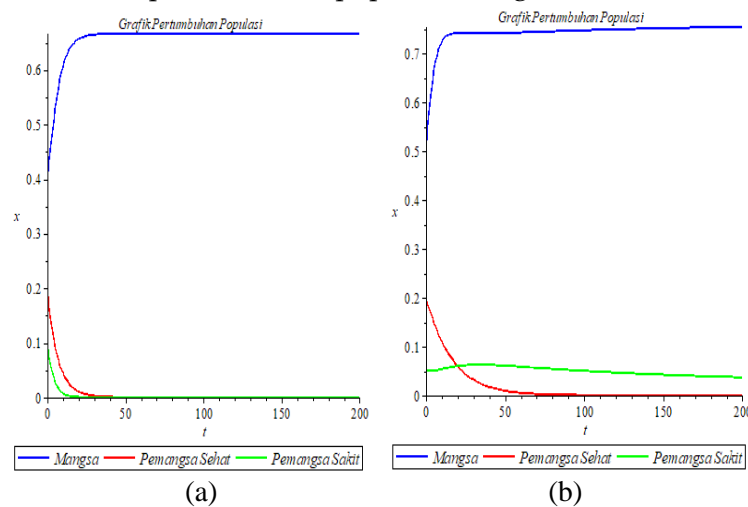 Grafik Pertumbuhan Populasi
0.6
0.5
0.4
x
0.3
0.2
0.1
0
0 50 100 150 200
t
Mangsa Pemangsa Sehat Pemangsa Sakit
(a)
Grafik Pertumbuhan Populasi
0.7
0.6
0.5
0.4
x
0.3
0.2
0.1
0
0 50 100 150 200
t
Mangsa Pemangsa Sehat Pemangsa Sakit
(b)